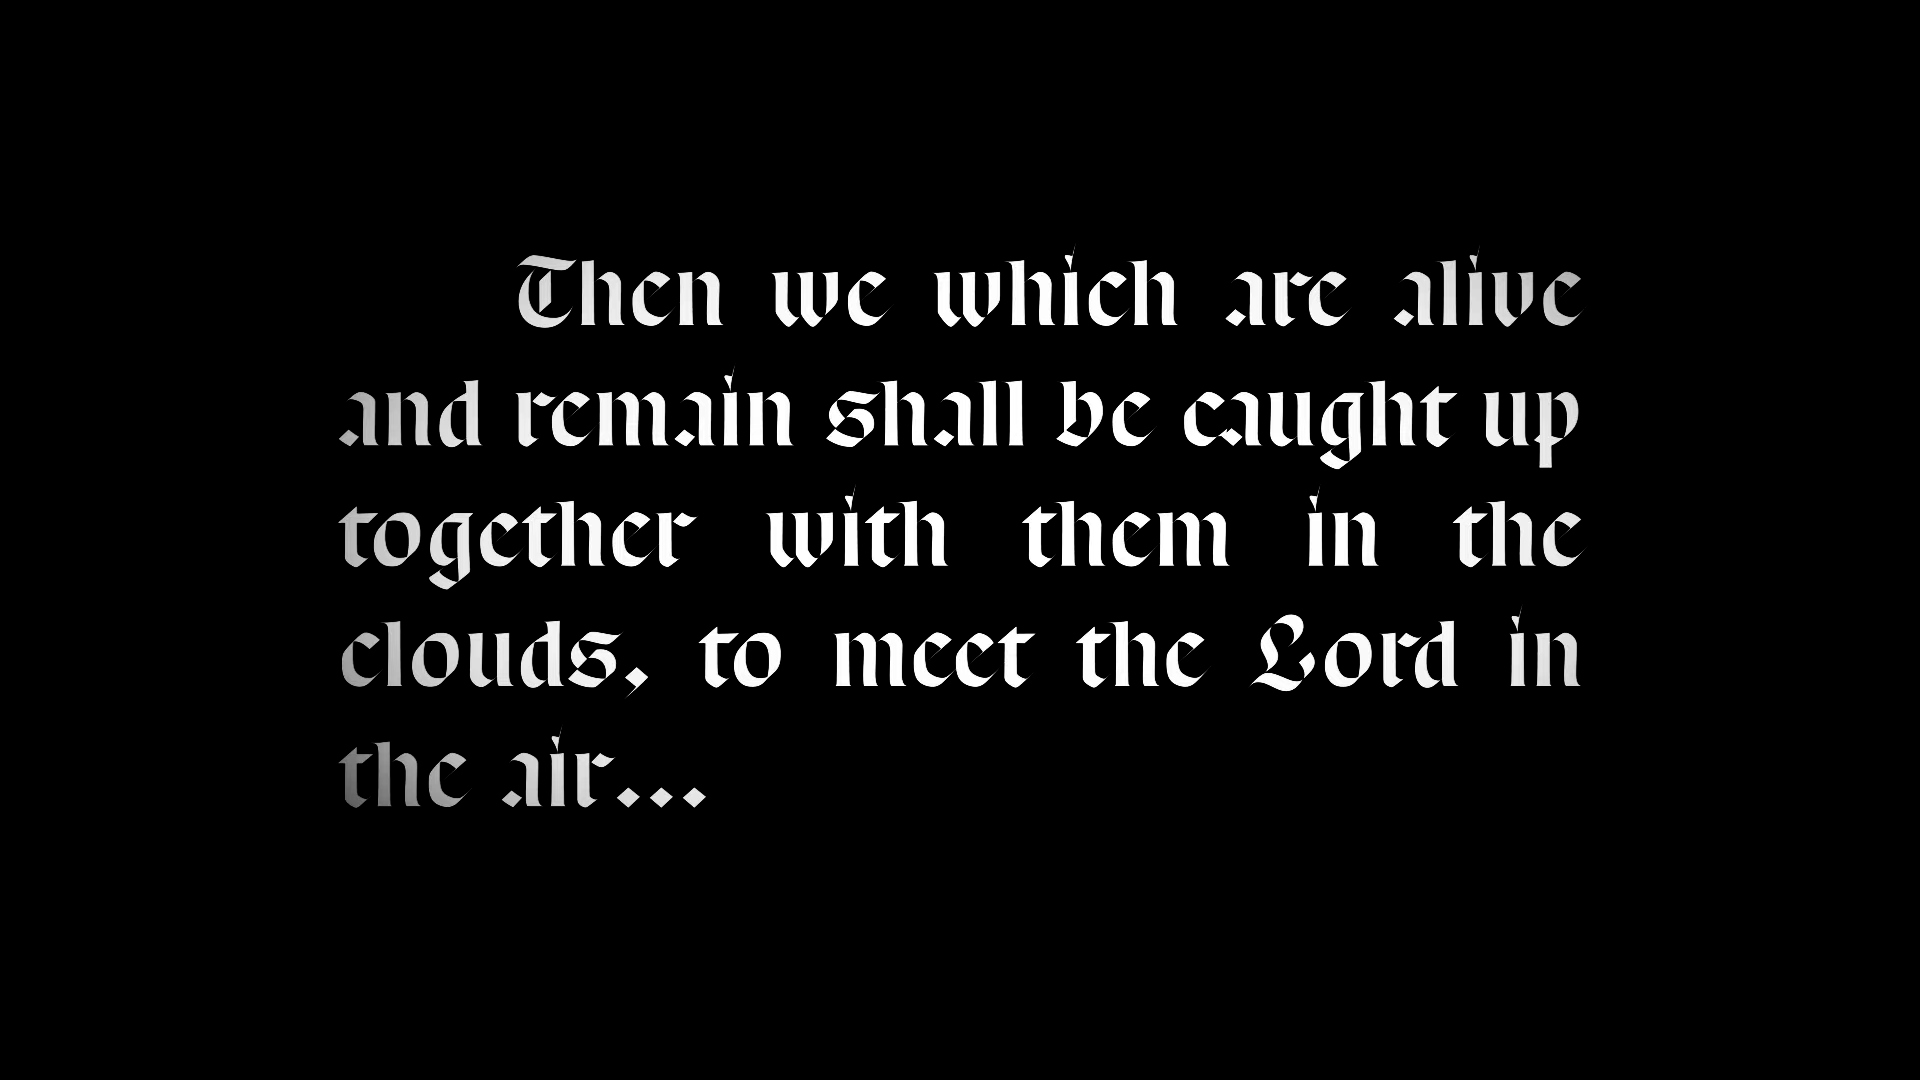 Then we which are alive
and remain shall be caught up
together with them in the
clouds, to meet the Lord in
the air...